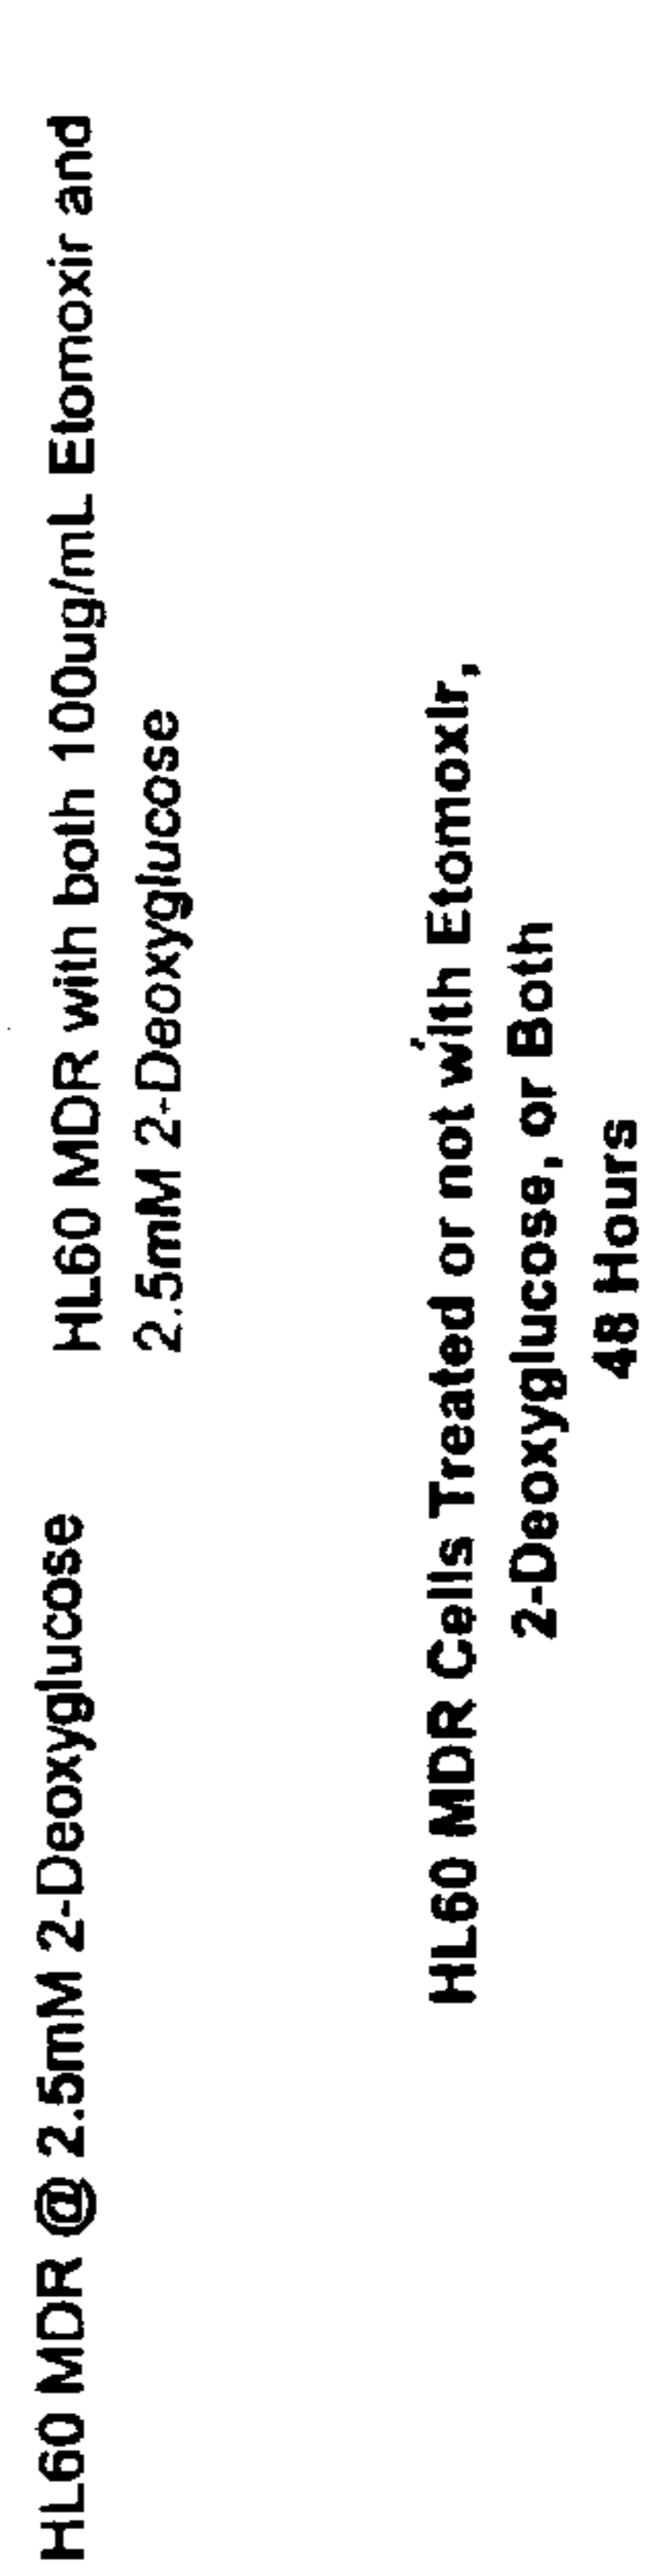 HL60 MDR @ 2.5mM 2-Deoxyglucose
HL60 MDR with both 100ug/mL Etomoxir and
2.5mM 2-Deoxyglucose
HL60 MDR Cells Treated or not with Etomoxir,
2-Deoxyglucose, or Both
48 Hours